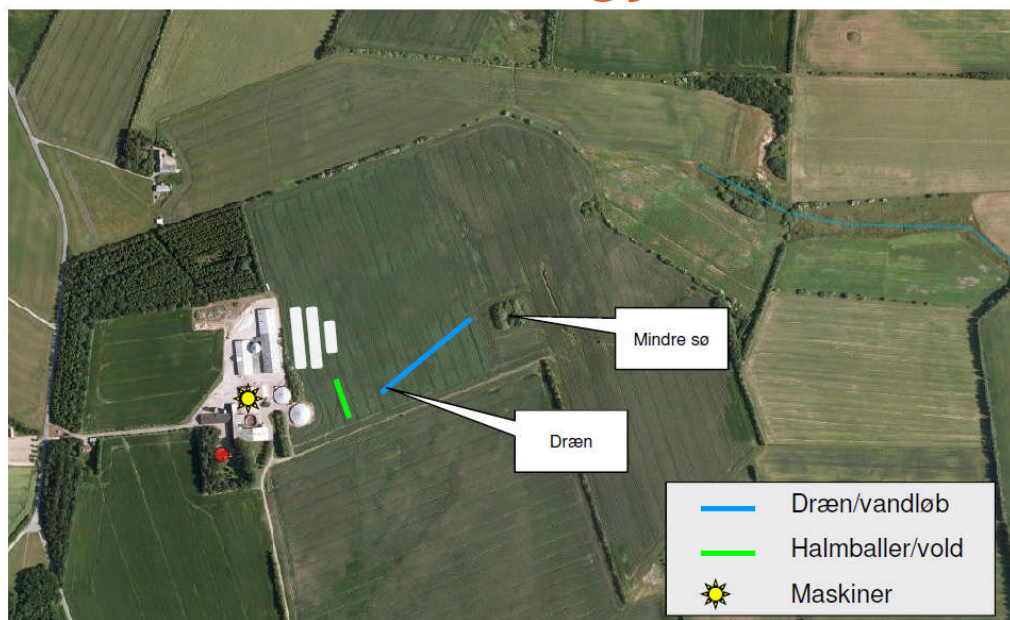 Mindre sø
Dræn
Dræn/vandløb
Halmballer/vold
Maskiner